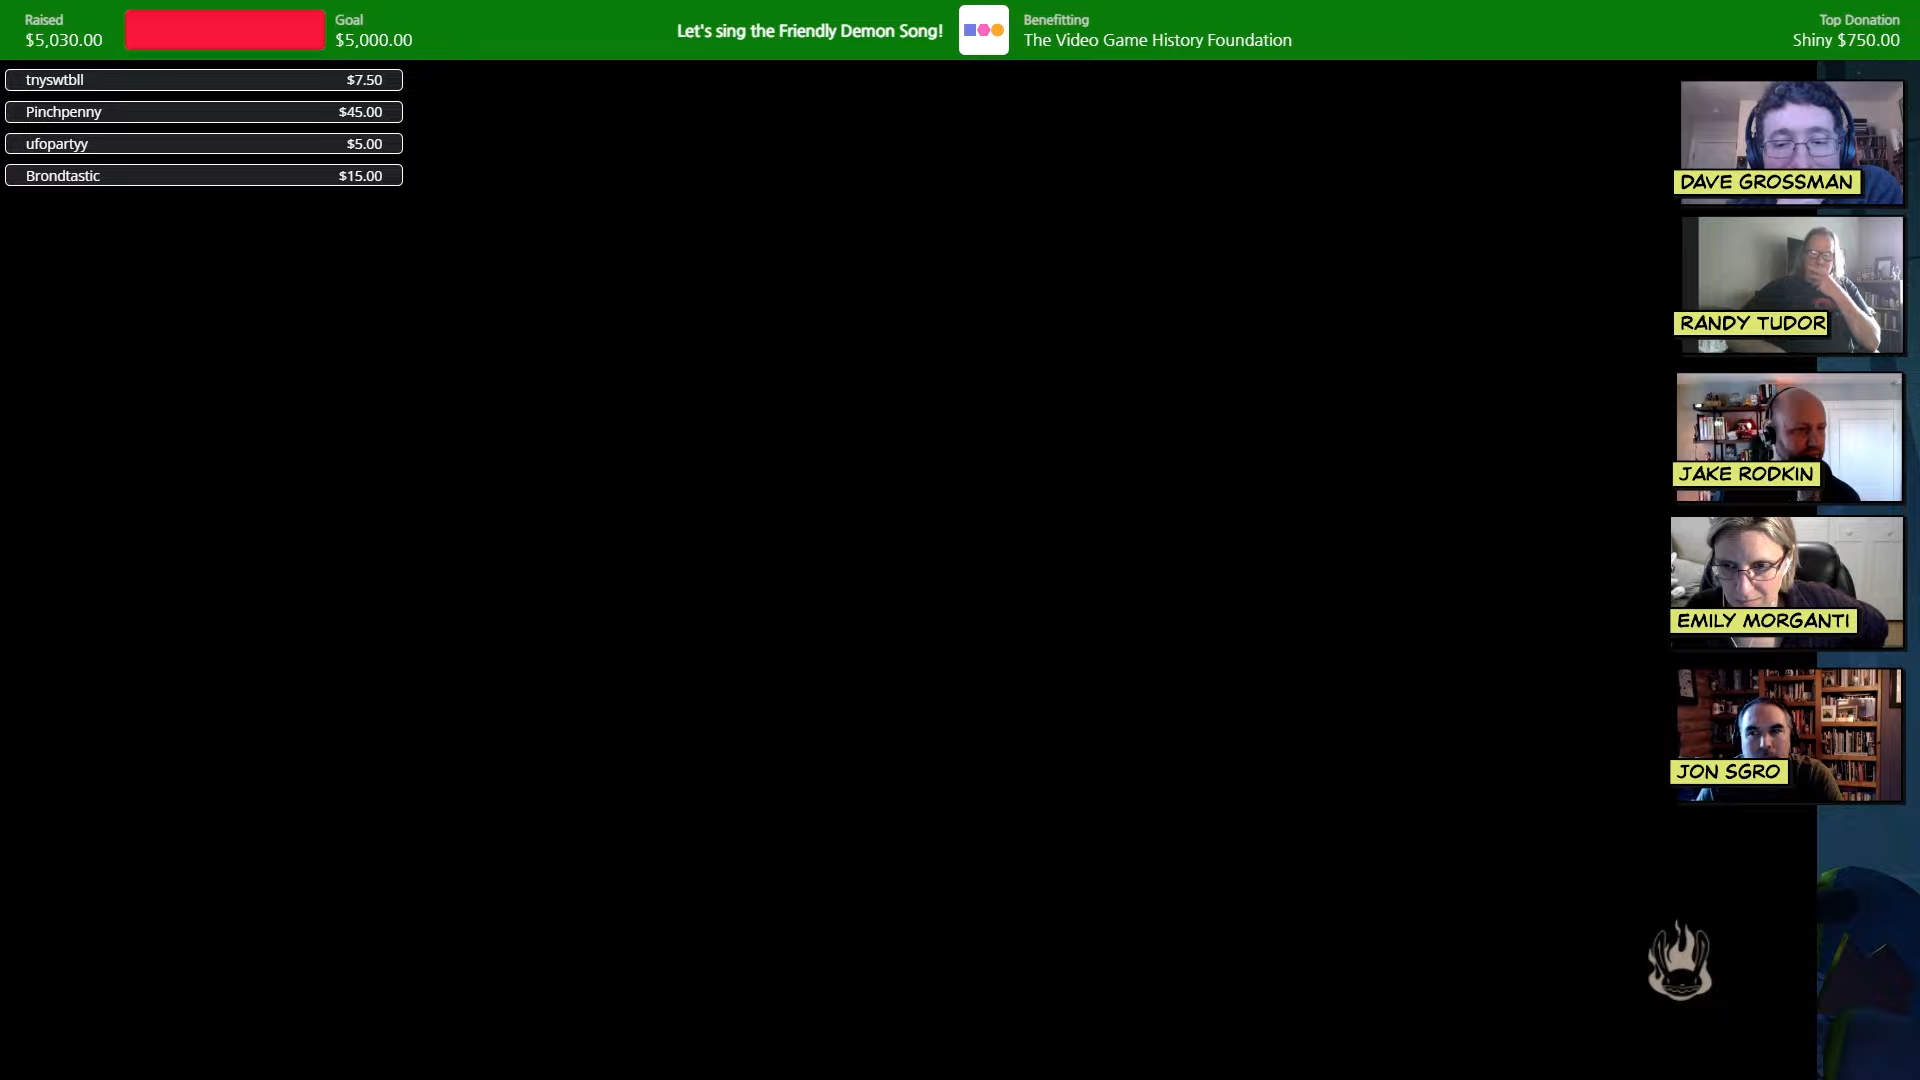 Raised
$5,030.00
Goal
$5,000.00
Let's sing the Friendly Demon Song!
Benefitting
The Video Game History Foundation
Top Donation
Shiny $750.00
tnyswtbll $7.50
Pinchpenny $45.00
ufopartyy $5.00
Brondtastic $15.00
DAVE GROSSMAN
RANDY TUDOR
JAKE RODKIN
EMILY MORGANTI
JON SGRO